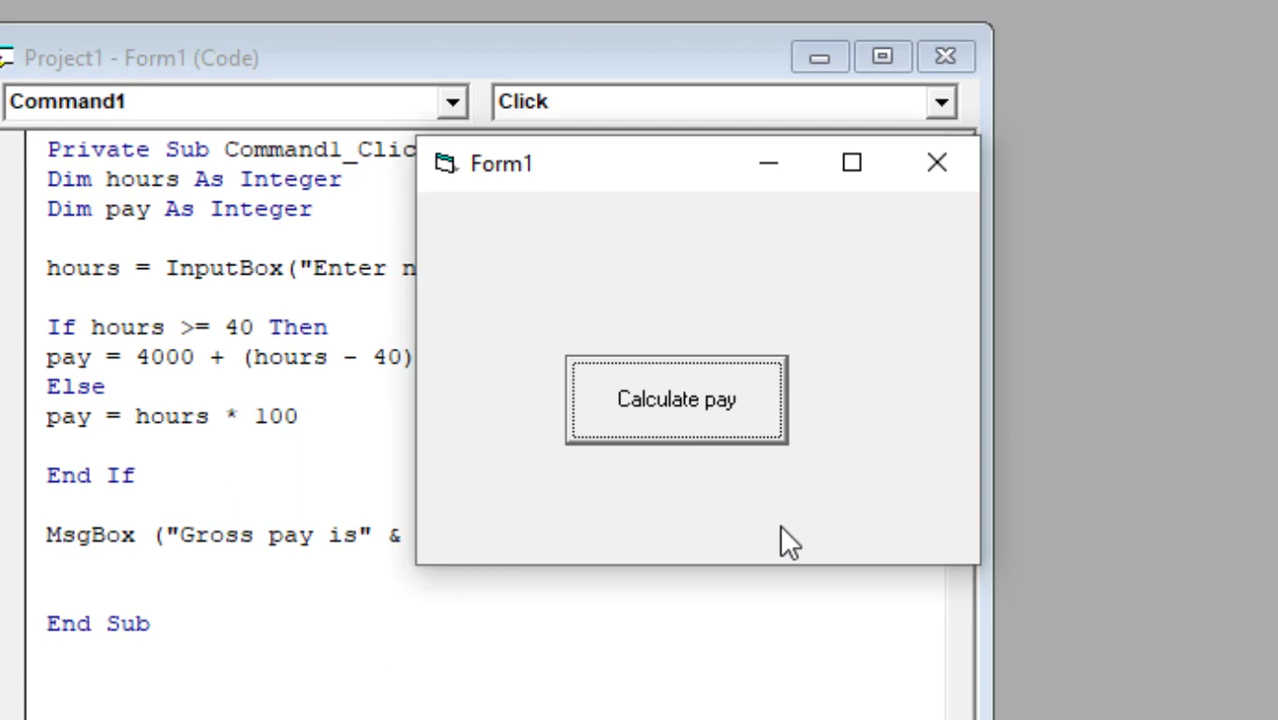 Project1 - Form1 (Code)
Command1
Click
Private Sub Command1_Clic
Dim hours As Integer
Dim pay As Integer
hours = InputBox("Enter n
If hours >= 40 Then
pay = 4000 + (hours - 40)
Else
pay = hours * 100
End If
MsgBox ("Gross pay is" &
End Sub
Form1
Calculate pay